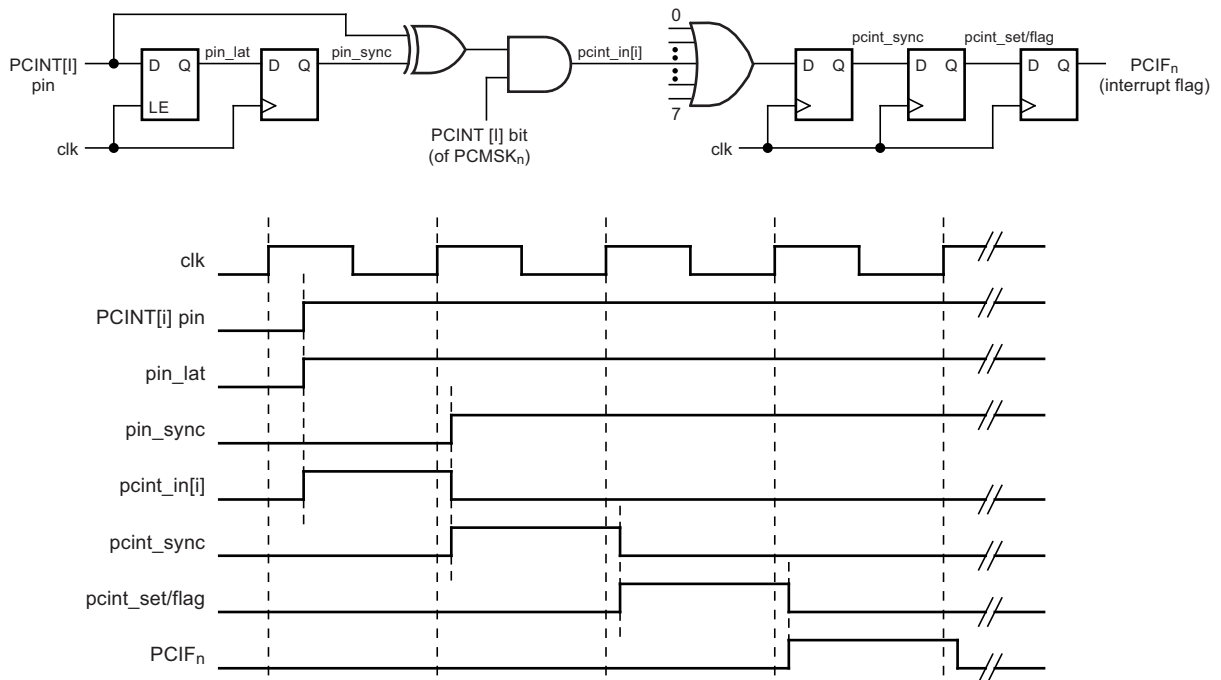 PCINT[I]
pin
D Q
LE
pin_lat
D Q
pin_sync
clk
PCINT [I] bit
(of PCMSKn)
pcint_in[i]
0
7
D Q
pcint_sync
D Q
pcint_set/flag
D Q
clk
PCIFn
(interrupt flag)
clk
PCINT[i] pin
pin_lat
pin_sync
pcint_in[i]
pcint_sync
pcint_set/flag
PCIFn